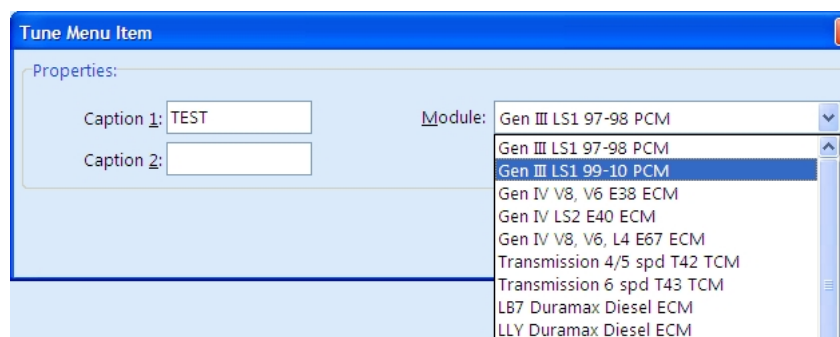 Tune Menu Item
Properties:
Caption 1: TEST
Module: Gen III LS1 97-98 PCM
Caption 2:
Gen III LS1 97-98 PCM
Gen III LS1 99-10 PCM
Gen IV V8, V6 E38 ECM
Gen IV LS2 E40 ECM
Gen IV V8, V6, L4 E67 ECM
Transmission 4/5 spd T42 TCM
Transmission 6 spd T43 TCM
LB7 Duramax Diesel ECM
LLY Duramax Diesel ECM